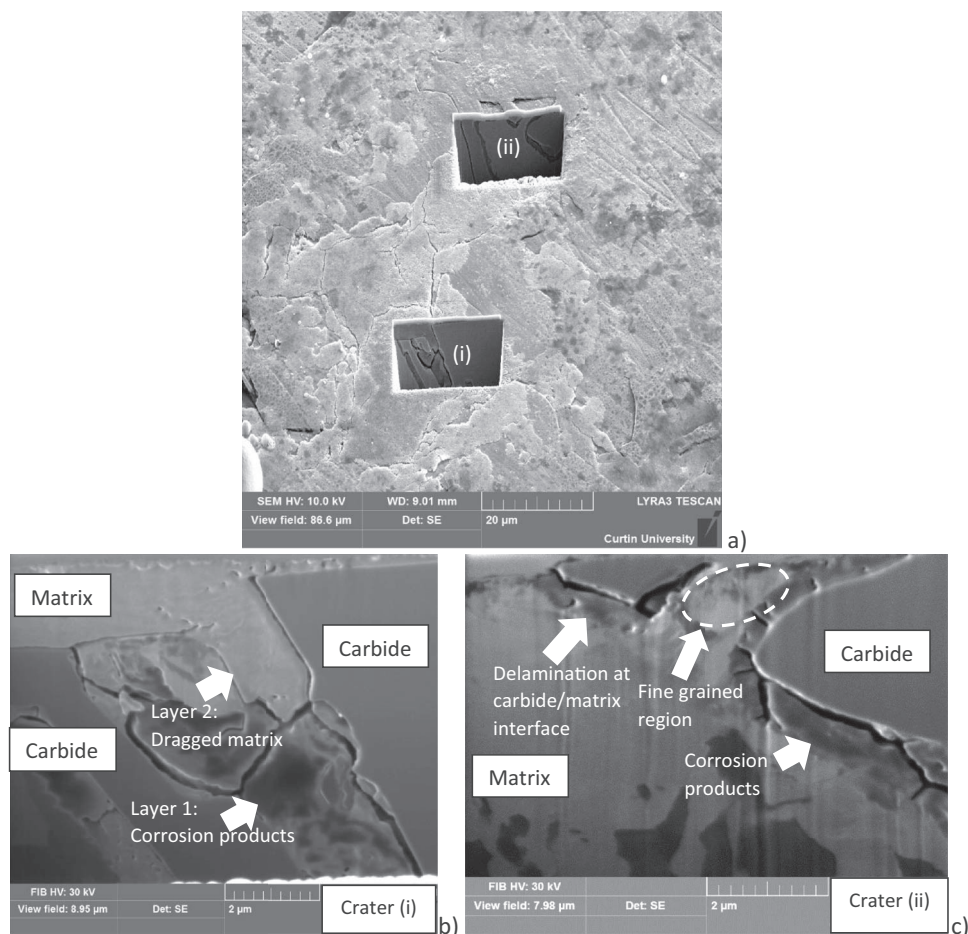 (ii)
(i)
SEM HV: 10.0 kV
WD: 9.01 mm
LYRA3 TESCAN
View field: 86.6 µm
Det: SE
20 µm
Curtin University
a)
Matrix
Carbide
Layer 2:
Dragged matrix
Carbide
Layer 1:
Corrosion products
FIB HV: 30 kV
View field: 8.95 µm
Det: SE
2 µm
Crater (i)
b)
Carbide
Delamination at
carbide/matrix
interface
Fine grained
region
Corrosion
products
Matrix
FIB HV: 30 kV
View field: 7.98 µm
Det: SE
2 µm
Crater (ii)
c)